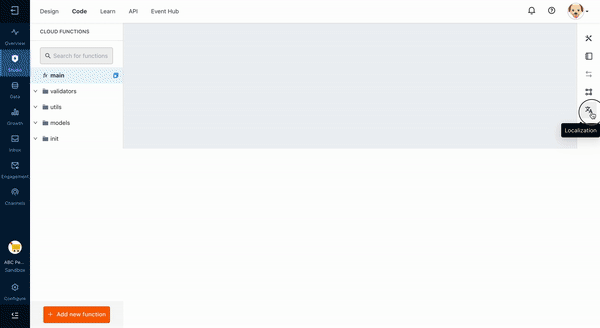 Design Code Learn API Event Hub
CLOUD FUNCTIONS
Search for functions
fx main
validators
utils
models
init
Add new function
Overview
Studio
Data
Growth
Inbox
Engagement
Channels
ABC Pe...
Sandbox
Configure
Localization